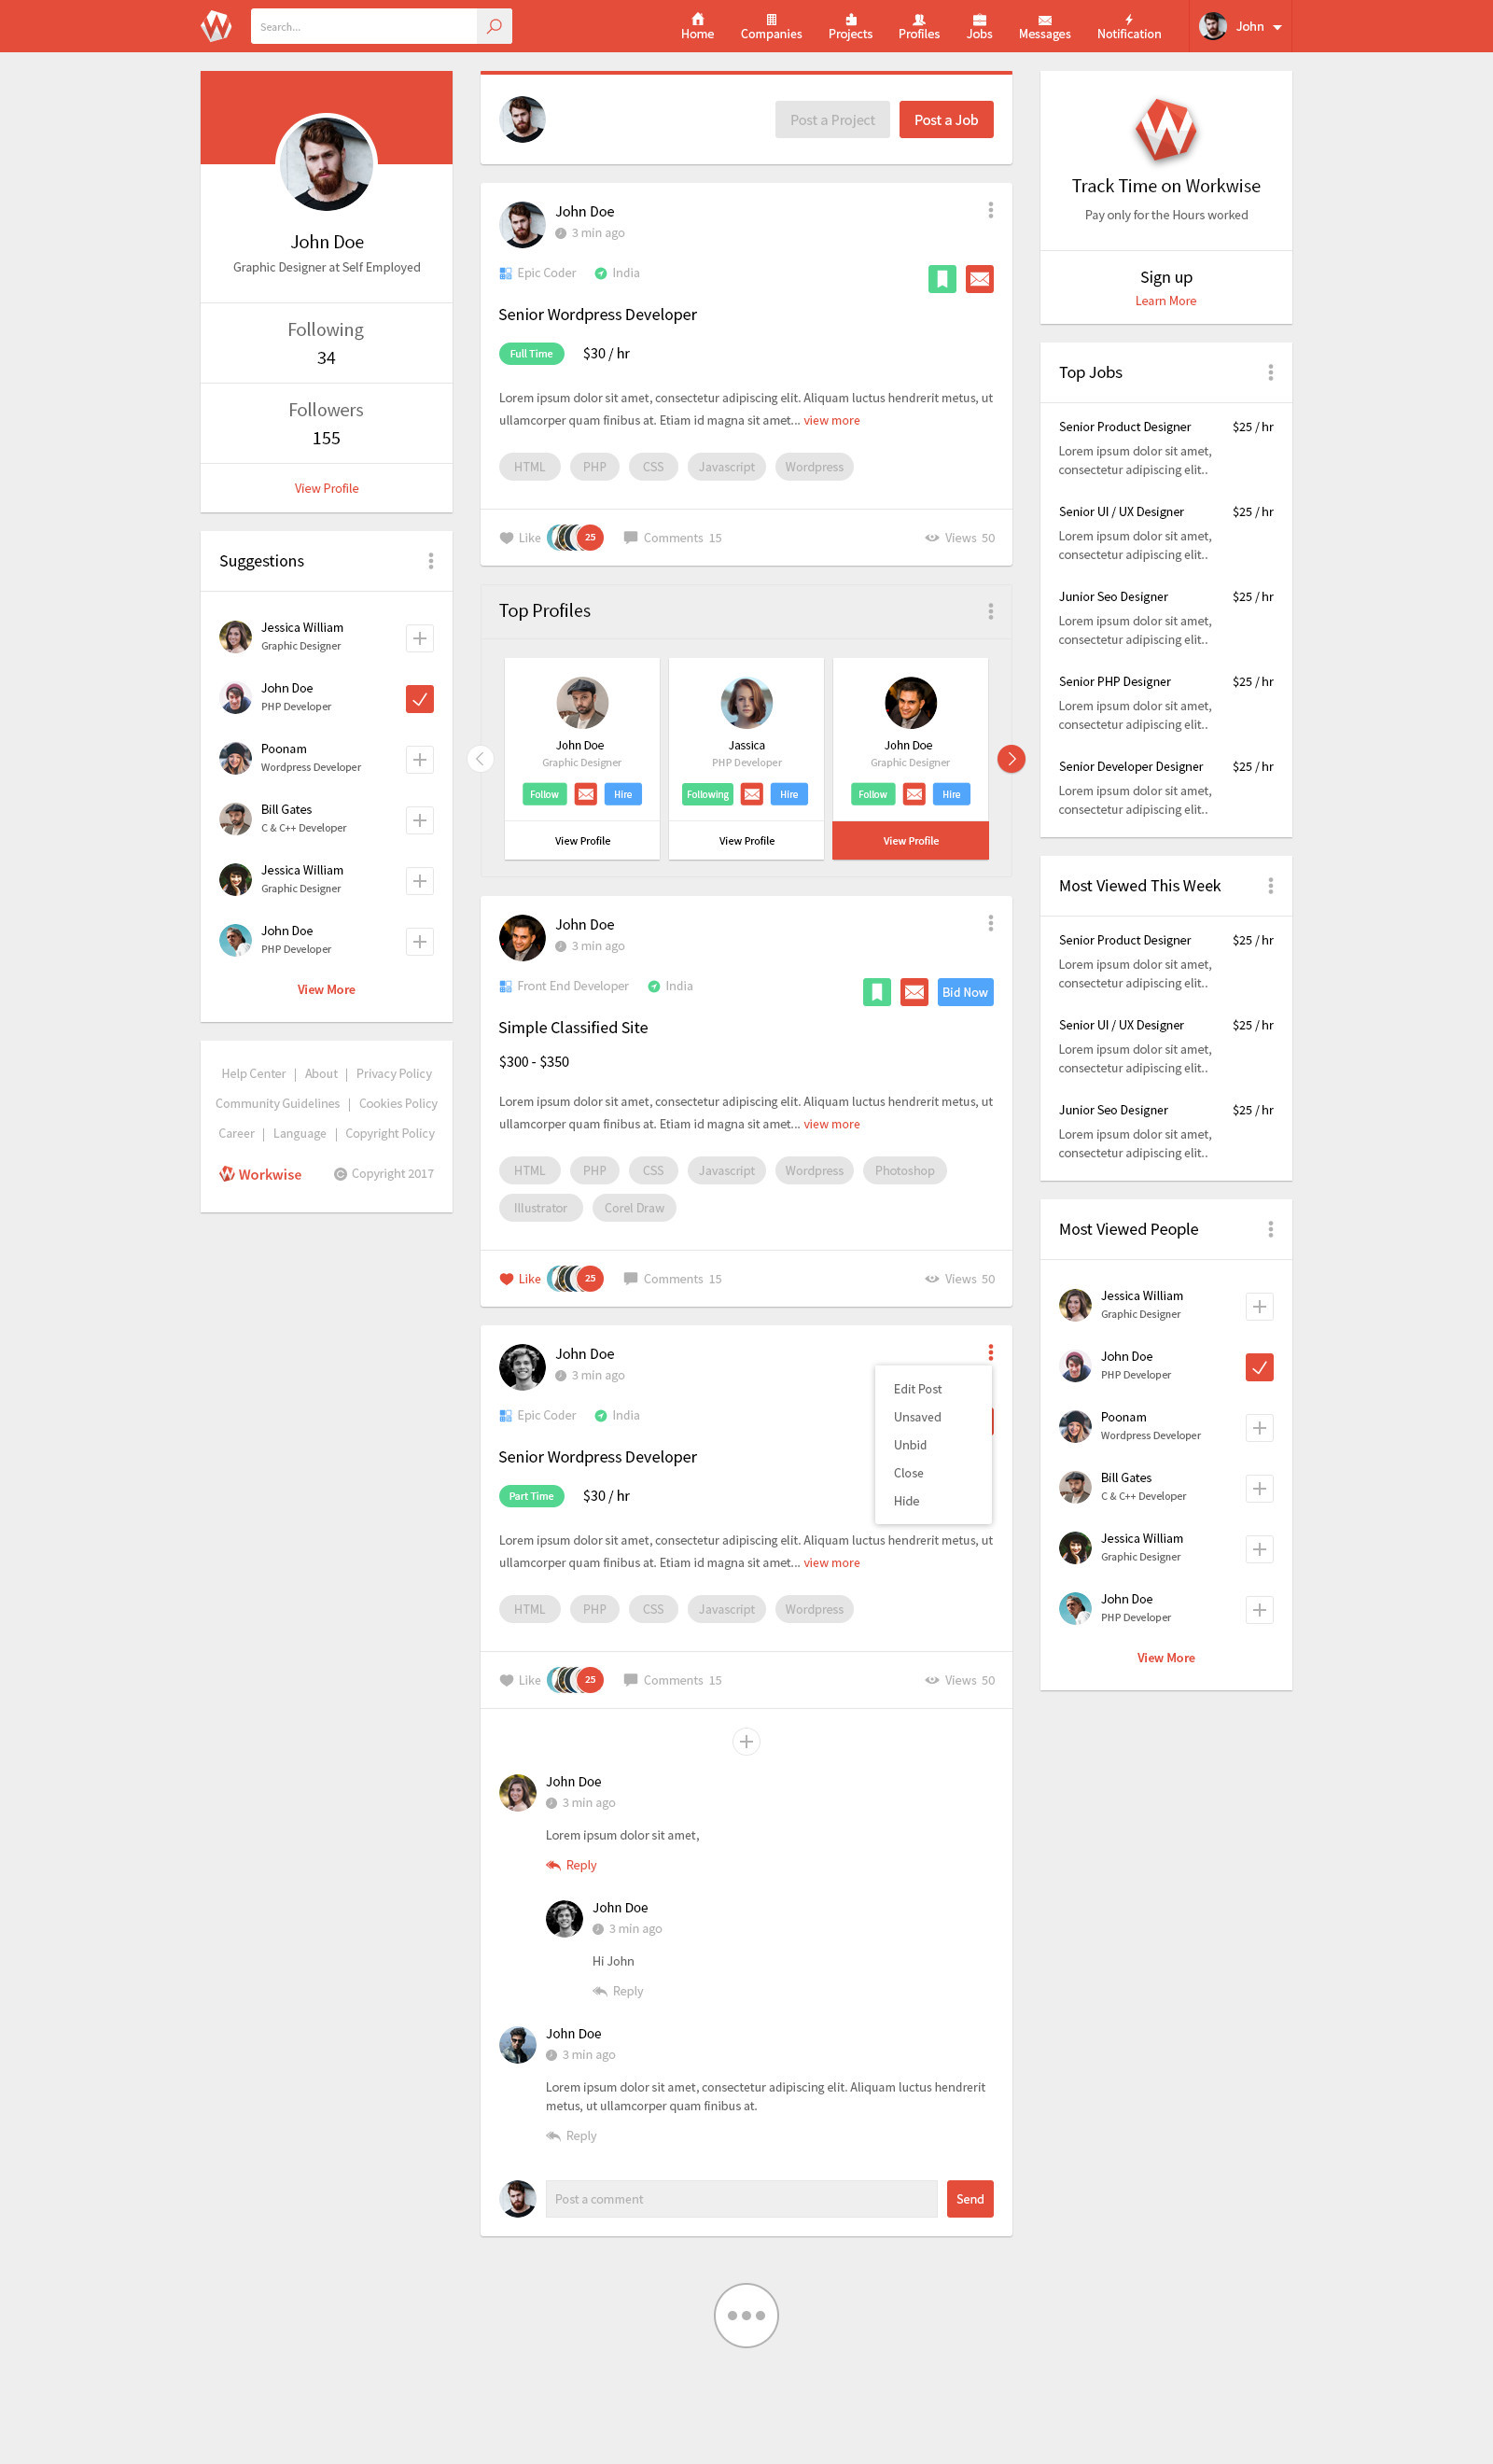 Search...
Home
Companies
Projects
Profiles
Jobs
Messages
Notification
John
John Doe
Graphic Designer at Self Employed
Following
34
Followers
155
View Profile
Suggestions
Jessica William
Graphic Designer
John Doe
PHP Developer
Poonam
Wordpress Developer
Bill Gates
C & C++ Developer
Jessica William
Graphic Designer
John Doe
PHP Developer
View More
Help Center | About | Privacy Policy
Community Guidelines | Cookies Policy
Career | Language | Copyright Policy
Workwise
Copyright 2017
Post a Project
Post a Job
John Doe
3 min ago
Epic Coder
India
Senior Wordpress Developer
Full Time
$30 / hr
Lorem ipsum dolor sit amet, consectetur adipiscing elit. Aliquam luctus hendrerit metus, ut
ullamcorper quam finibus at. Etiam id magna sit amet... view more
HTML
PHP
CSS
Javascript
Wordpress
Like
25
Comments 15
Views 50
Top Profiles
John Doe
Graphic Designer
Follow
Hire
View Profile
Jassica
PHP Developer
Following
Hire
View Profile
John Doe
Graphic Designer
Follow
Hire
View Profile
John Doe
3 min ago
Front End Developer
India
Bid Now
Simple Classified Site
$300 - $350
Lorem ipsum dolor sit amet, consectetur adipiscing elit. Aliquam luctus hendrerit metus, ut
ullamcorper quam finibus at. Etiam id magna sit amet... view more
HTML
PHP
CSS
Javascript
Wordpress
Photoshop
Illustrator
Corel Draw
Like
25
Comments 15
Views 50
John Doe
3 min ago
Edit Post
Unsaved
Unbid
Close
Hide
Epic Coder
India
Senior Wordpress Developer
Part Time
$30 / hr
Lorem ipsum dolor sit amet, consectetur adipiscing elit. Aliquam luctus hendrerit metus, ut
ullamcorper quam finibus at. Etiam id magna sit amet... view more
HTML
PHP
CSS
Javascript
Wordpress
Like
25
Comments 15
Views 50
John Doe
3 min ago
Lorem ipsum dolor sit amet,
Reply
John Doe
3 min ago
Hi John
Reply
John Doe
3 min ago
Lorem ipsum dolor sit amet, consectetur adipiscing elit. Aliquam luctus hendrerit
metus, ut ullamcorper quam finibus at.
Reply
Post a comment
Send
Track Time on Workwise
Pay only for the Hours worked
Sign up
Learn More
Top Jobs
Senior Product Designer $25 / hr
Lorem ipsum dolor sit amet,
consectetur adipiscing elit..
Senior UI / UX Designer $25 / hr
Lorem ipsum dolor sit amet,
consectetur adipiscing elit..
Junior Seo Designer $25 / hr
Lorem ipsum dolor sit amet,
consectetur adipiscing elit..
Senior PHP Designer $25 / hr
Lorem ipsum dolor sit amet,
consectetur adipiscing elit..
Senior Developer Designer $25 / hr
Lorem ipsum dolor sit amet,
consectetur adipiscing elit..
Most Viewed This Week
Senior Product Designer $25 / hr
Lorem ipsum dolor sit amet,
consectetur adipiscing elit..
Senior UI / UX Designer $25 / hr
Lorem ipsum dolor sit amet,
consectetur adipiscing elit..
Junior Seo Designer $25 / hr
Lorem ipsum dolor sit amet,
consectetur adipiscing elit..
Most Viewed People
Jessica William
Graphic Designer
John Doe
PHP Developer
Poonam
Wordpress Developer
Bill Gates
C & C++ Developer
Jessica William
Graphic Designer
John Doe
PHP Developer
View More